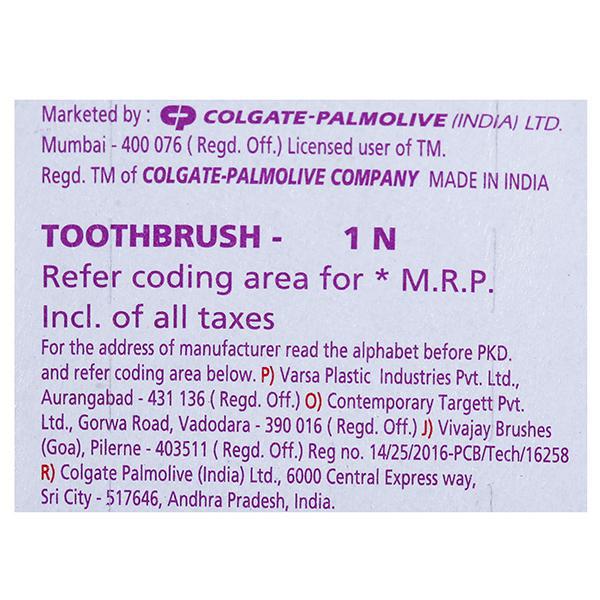 Marketed by : CP COLGATE-PALMOLIVE (INDIA) LTD.
Mumbai - 400 076 ( Regd. Off.) Licensed user of TM.
Regd. TM of COLGATE-PALMOLIVE COMPANY MADE IN INDIA
TOOTHBRUSH - 1 N
Refer coding area for * M.R.P.
Incl. of all taxes
For the address of manufacturer read the alphabet before PKD.
and refer coding area below. P) Varsa Plastic Industries Pvt. Ltd.,
Aurangabad - 431 136 ( Regd. Off.) O) Contemporary Targett Pvt.
Ltd., Gorwa Road, Vadodara - 390 016 ( Regd. Off.) J) Vivajay Brushes
(Goa), Pilerne - 403511 ( Regd. Off.) Reg no. 14/25/2016-PCB/Tech/16258
R) Colgate Palmolive (India) Ltd., 6000 Central Express way,
Sri City - 517646, Andhra Pradesh, India.